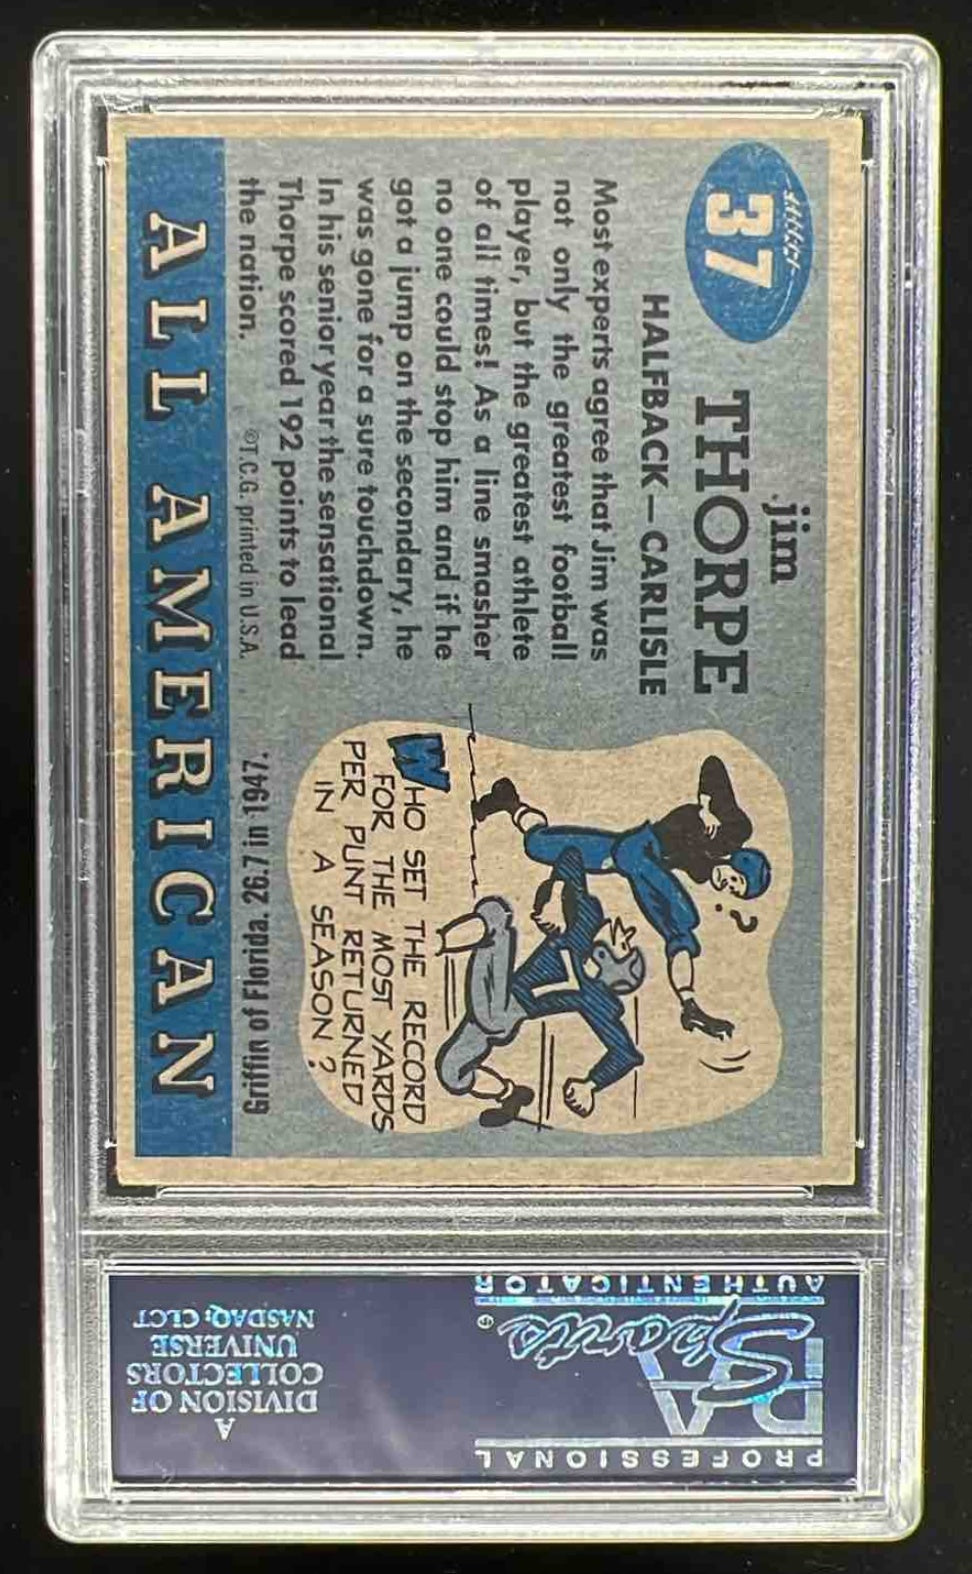 37
jim
THORPE
HALFBACK—CARLISLE
Most experts agree that Jim was
not only the greatest football
player, but the greatest athlete
of all times! As a line smasher
no one could stop him and if he
got a jump on the secondary, he
was gone for a sure touchdown.
In his senior year the sensational
Thorpe scored 192 points to lead
the nation.
©T.C.G. printed in U.S.A.
?
7
WHO SET THE RECORD
FOR THE MOST YARDS
PER PUNT RETURNED
IN A SEASON?
Griffin of Florida. 26.7 in 1947.
ALL AMERICAN
PROFESSIONAL
PSA
Sports®
AUTHENTICATOR
A
DIVISION OF
COLLECTORS
UNIVERSE
NASDAQ: CLCT